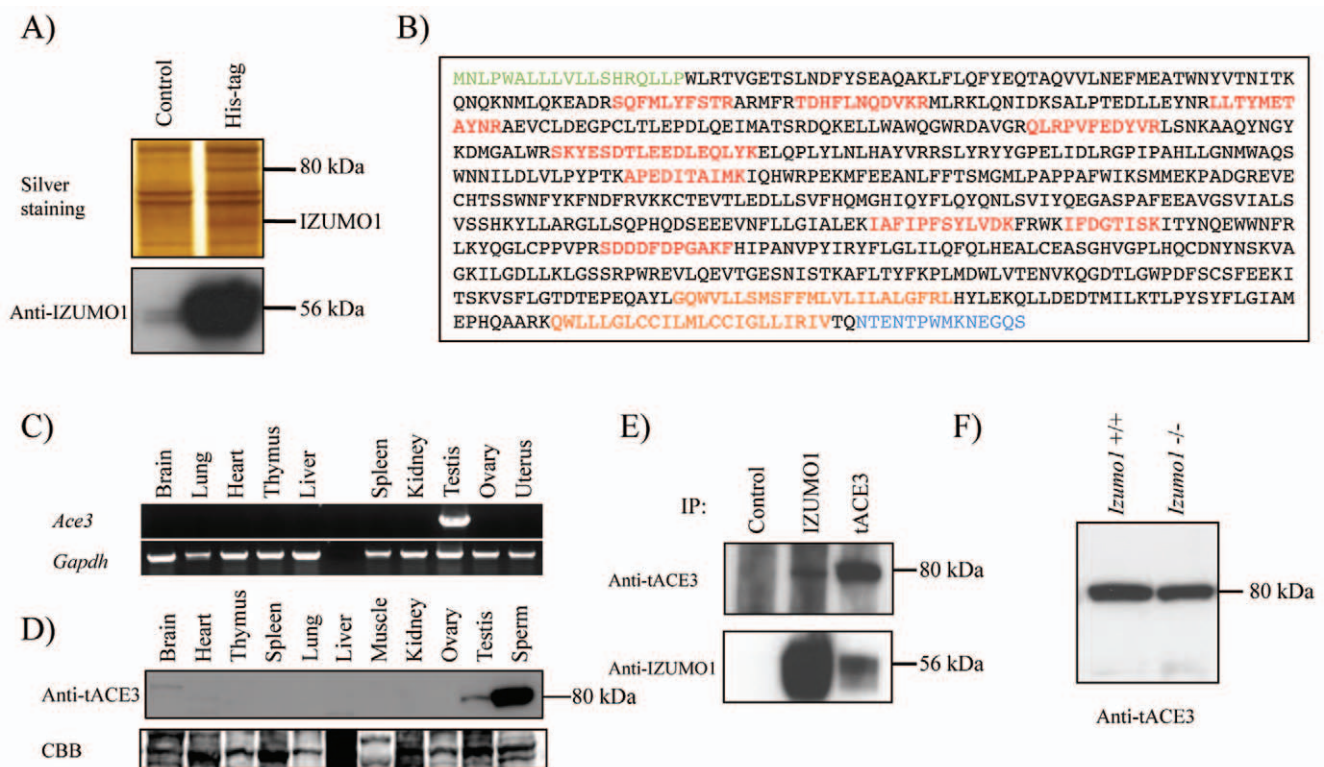 A)
Control
His-tag
Silver
staining
80 kDa
IZUMO1
Anti-IZUMO1
56 kDa
B)
MNLPWALLLVLLSHRQLLPWLRTVGETSLNDFYSEAQAKLFLQFYEQTAQVVLNEFMEATWNYVTNITK
QNQKNMLQKEADRSQFMLYFSTRARMFRTDHFLNQDVKRMLRKLQNIDKSALPTEDLLEYNRLLTYMET
AYNRAEVCLDEGPCLTLEPDLQEIMATSRDQKELLWAWQGWRDAVGRQLRPVFEDYVRLSNKAAQYNGY
KDMGALWRSKYESDTLEEDLEQLYKELQPLYLNLHAYVRRSLYRYYGPELIDLRGPIPAHLLGNMWAQS
WNNILDLVLPYPTKAPEDITAIMKIQHWRPEKMFEEANLFFTSMGMLPAPPAFWIKSMMEKPADGREVE
CHTSSWNFYKFNDFRVKKCTEVTLEDLLSVFHQMGHIQYFLQYQNLSVIYQEGASPAFEEAVGSVIALS
VSSHKYLLARGLLSQPHQDSEEEVNFLLGIALEKIAFIPFSYLVDKFRWKIFDGTISKITYNQEWWNFR
LKYQGLCPPVPRSDDDFDPGAKFHIPANVPYIRYFLGLILQFQLHEALCEASGHVGPLHQCDNYNSKVA
GKILGDLLKLGSSRPWREVLQEVTGESNISTKAFLTYFKPLMDWLVTENVKQGDTLGWPDFSCSFEEKI
TSKVSFLGTDTEPEQAYLGQWVLLSMSFFMLVLILALGFRLHYLEKQLLDEDTMILKTLPYSYFLGIAM
EPHQAARKQWLLLGLCCILMLCCIGLLIRIVTQNTENTPWMKNEGQS
C)
Brain
Lung
Heart
Thymus
Liver
Spleen
Kidney
Testis
Ovary
Uterus
Ace3
Gapdh
D)
Brain
Heart
Thymus
Spleen
Lung
Liver
Muscle
Kidney
Ovary
Testis
Sperm
Anti-tACE3
80 kDa
CBB
E)
IP:
Control
IZUMO1
tACE3
Anti-tACE3
80 kDa
Anti-IZUMO1
56 kDa
F)
Izumo1 +/+
Izumo1 -/-
80 kDa
Anti-tACE3